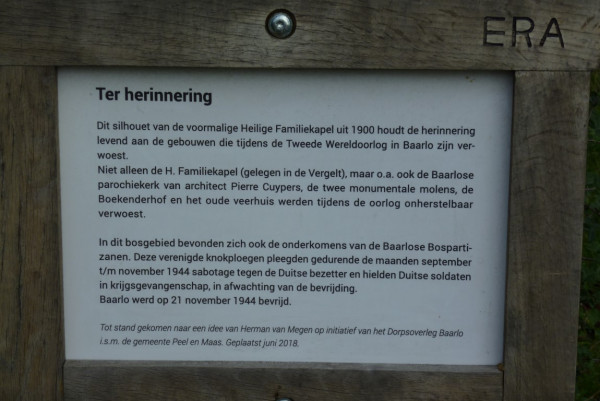 ERA
Ter herinnering
Dit silhouet van de voormalige Heilige Familiekapel uit 1900 houdt de herinnering
levend aan de gebouwen die tijdens de Tweede Wereldoorlog in Baarlo zijn ver-
woest.
Niet alleen de H. Familiekapel (gelegen in de Vergelt), maar o.a. ook de Baarlose
parochiekerk van architect Pierre Cuypers, de twee monumentale molens, de
Boekenderhof en het oude veerhuis werden tijdens de oorlog onherstelbaar
verwoest.
In dit bosgebied bevonden zich ook de onderkomens van de Baarlose Bosparti-
zanen. Deze verenigde knokploegen pleegden gedurende de maanden september
t/m november 1944 sabotage tegen de Duitse bezetter en hielden Duitse soldaten
in krijgsgevangenschap, in afwachting van de bevrijding.
Baarlo werd op 21 november 1944 bevrijd.
Tot stand gekomen naar een idee van Herman van Megen op initiatief van het Dorpsoverleg Baarlo
i.s.m. de gemeente Peel en Maas. Geplaatst juni 2018.